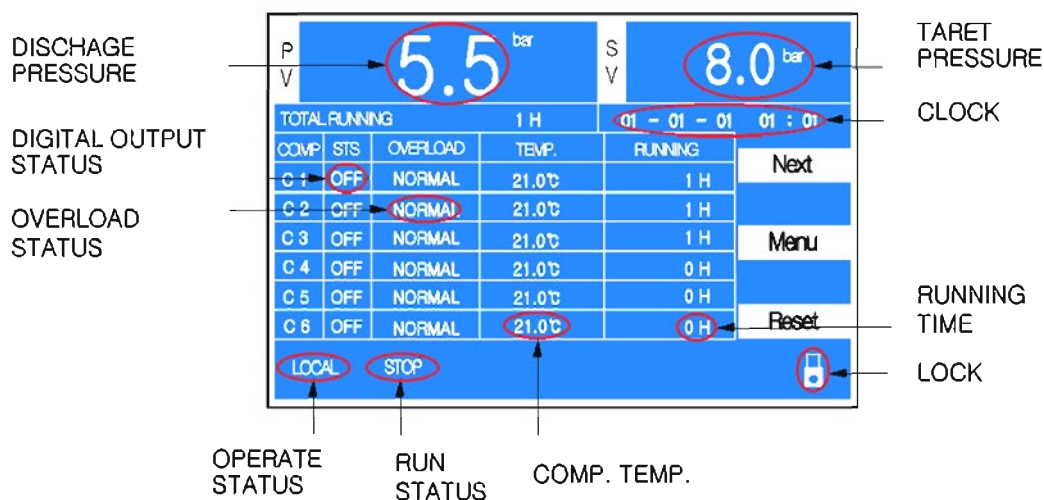 DISCHAGE
PRESSURE
DIGITAL OUTPUT
STATUS
OVERLOAD
STATUS
P
V
5.5 bar
S
V
8.0 bar
TOTAL RUNNING 1 H 01 - 01 - 01 01 : 01
COMP STS OVERLOAD TEMP. RUNNING
C 1 OFF NORMAL 21.0℃ 1 H
C 2 OFF NORMAL 21.0℃ 1 H
C 3 OFF NORMAL 21.0℃ 1 H
C 4 OFF NORMAL 21.0℃ 0 H
C 5 OFF NORMAL 21.0℃ 0 H
C 6 OFF NORMAL 21.0℃ 0 H
LOCAL STOP
Next
Menu
Reset
TARET
PRESSURE
CLOCK
RUNNING
TIME
LOCK
OPERATE
STATUS
RUN
STATUS
COMP. TEMP.